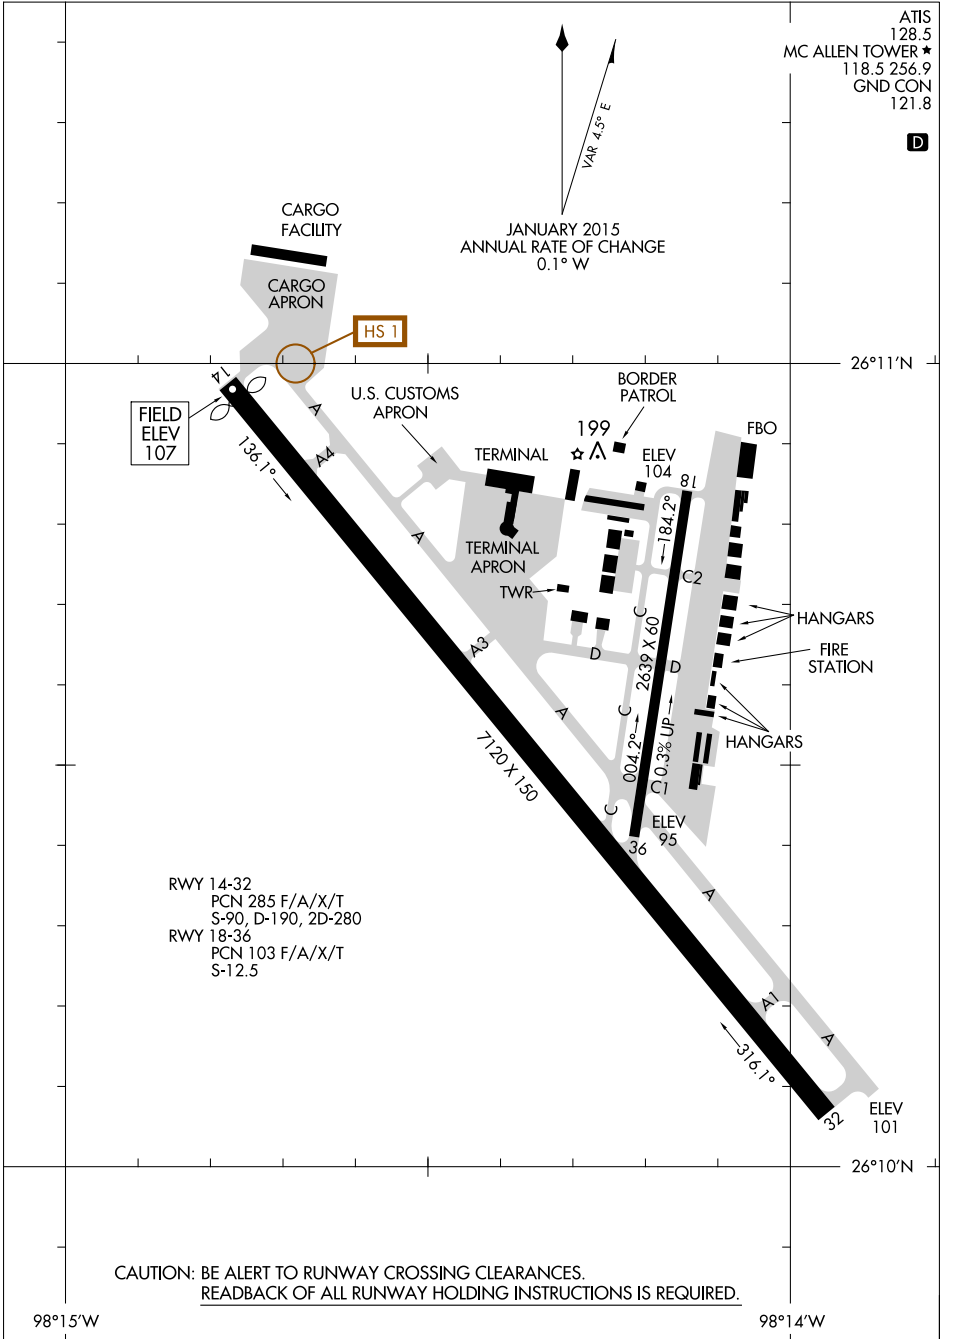 ATIS
128.5
MC ALLEN TOWER ★
118.5 256.9
GND CON
121.8
D
VAR 4.5° E
JANUARY 2015
ANNUAL RATE OF CHANGE
0.1° W
CARGO
FACILITY
CARGO
APRON
HS 1
26°11'N
14
FIELD
ELEV
107
136.1°
A
A4
U.S. CUSTOMS
APRON
A
TERMINAL
TERMINAL
APRON
199
BORDER
PATROL
ELEV
104
FBO
18
184.2°
TWR
C2
C
2639 X 60
HANGARS
FIRE
STATION
D
D
A3
A
C
004.2°
0.3% UP
HANGARS
7120 X 150
C1
C
ELEV
95
36
A
RWY 14-32
PCN 285 F/A/X/T
S-90, D-190, 2D-280
RWY 18-36
PCN 103 F/A/X/T
S-12.5
A1
A
316.1°
32
ELEV
101
26°10'N
CAUTION: BE ALERT TO RUNWAY CROSSING CLEARANCES.
READBACK OF ALL RUNWAY HOLDING INSTRUCTIONS IS REQUIRED.
98°15'W
98°14'W